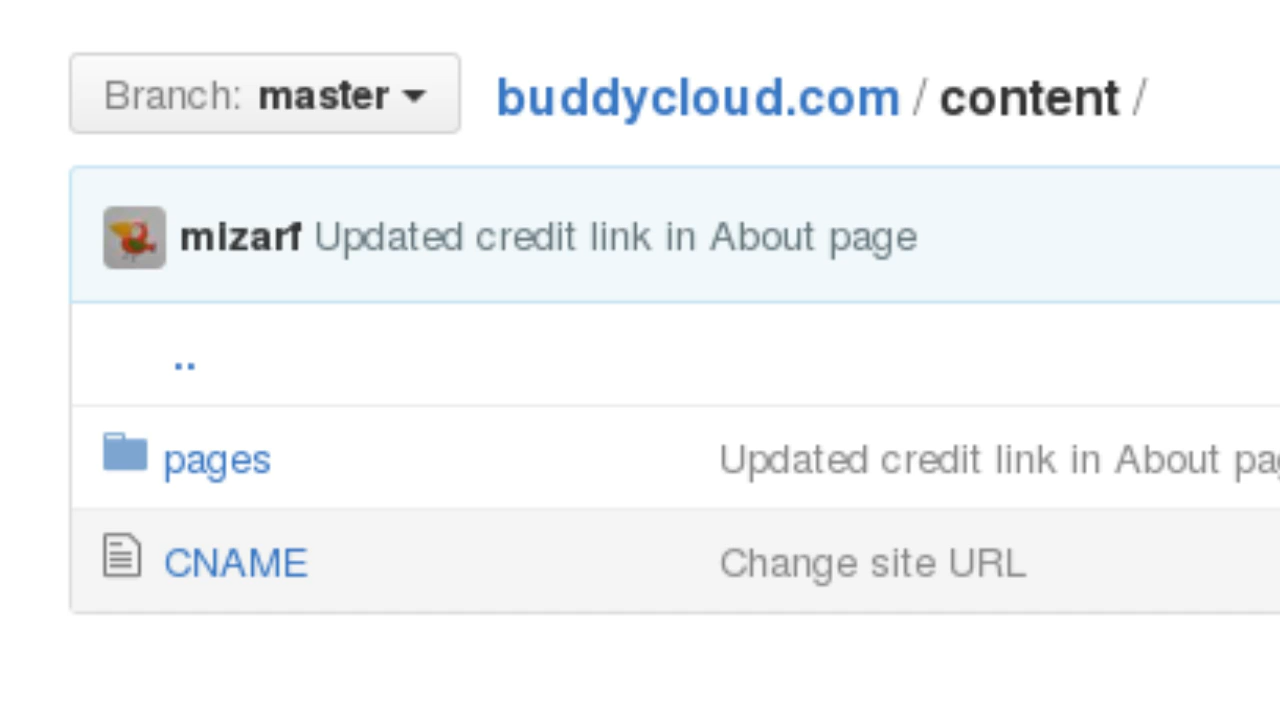 Branch: master buddycloud.com / content /
mizarf Updated credit link in About page
..
pages Updated credit link in About
CNAME Change site URL